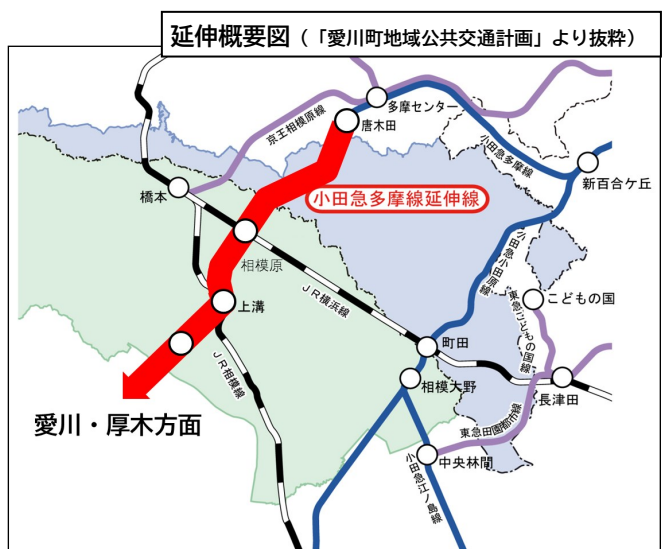 延伸概要図（「愛川町地域公共交通計画」より抜粋）
多摩センター
京王相模原線
唐木田
小田急多摩線
新百合ケ丘
橋本
小田急多摩線延伸線
小田急小田原線
相模原
JR横浜線
こどもの国
東急こどもの国線
上溝
町田
JR相模線
相模大野
長津田
愛川・厚木方面
東急田園都市線
中央林間
小田急江ノ島線